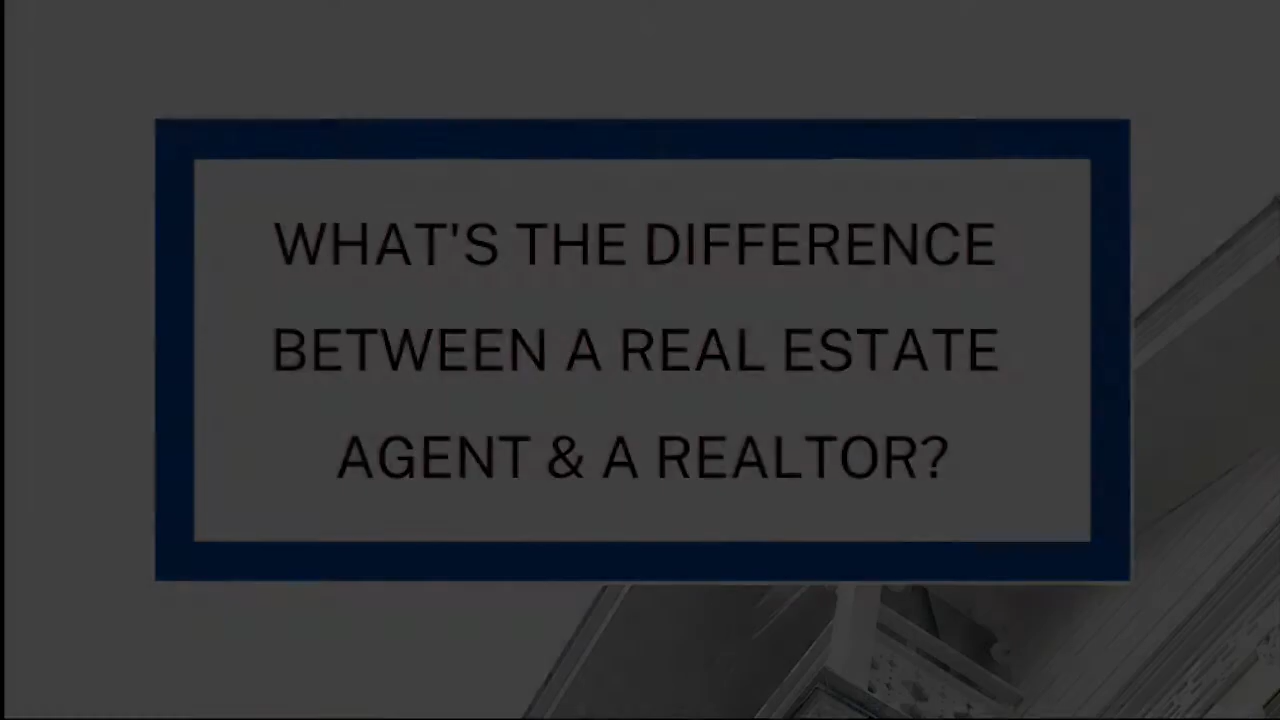 WHAT'S THE DIFFERENCE
BETWEEN A REAL ESTATE
AGENT & A REALTOR?